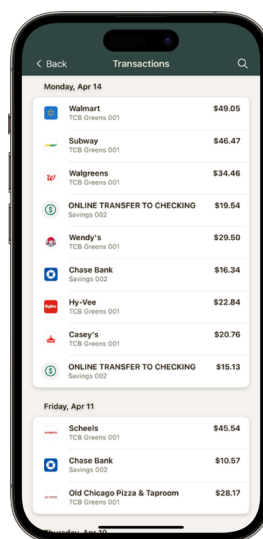 Back
Transactions
Monday, Apr 14
Walmart
$49.05
TCB Greens 001
Subway
$46.47
TCB Greens 001
Walgreens
$34.46
TCB Greens 001
ONLINE TRANSFER TO CHECKING
$19.54
Savings 002
Wendy's
$29.50
TCB Greens 001
Chase Bank
$16.34
Savings 002
Hy-Vee
$22.84
TCB Greens 001
Casey's
$20.76
TCB Greens 001
ONLINE TRANSFER TO CHECKING
$15.13
Savings 002
Friday, Apr 11
Scheels
$45.54
TCB Greens 001
Chase Bank
$10.57
Savings 002
Old Chicago Pizza & Taproom
$28.17
TCB Greens 001
Thursday, Apr 10